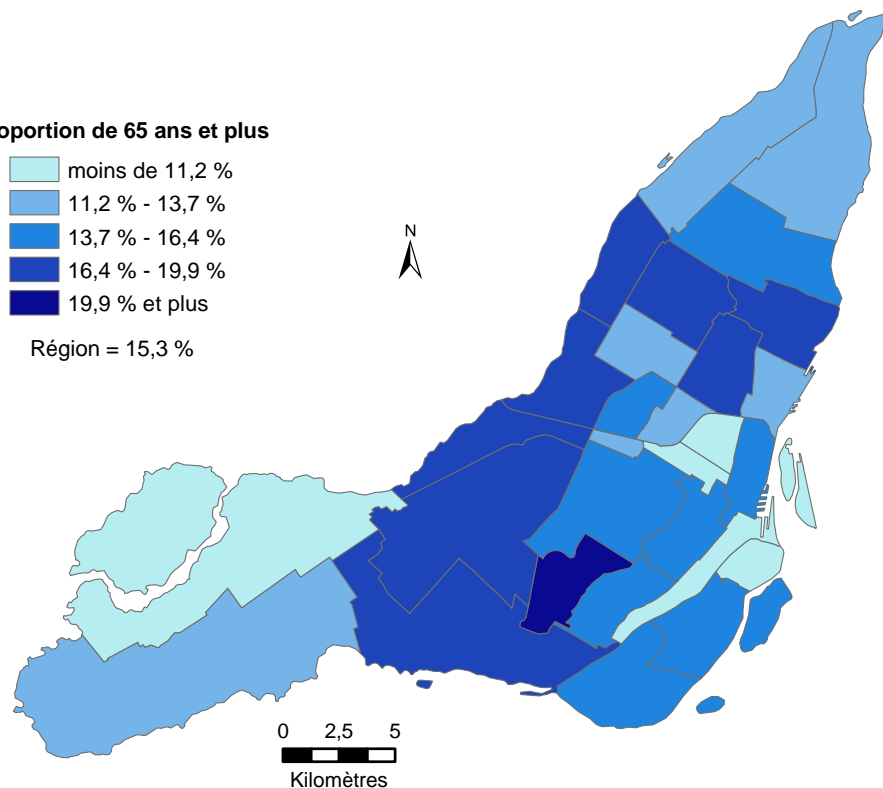 oportion de 65 ans et plus
moins de 11,2 %
11,2 % - 13,7 %
13,7 % - 16,4 %
16,4 % - 19,9 %
19,9 % et plus
Région = 15,3 %
N
0 2,5 5
Kilomètres